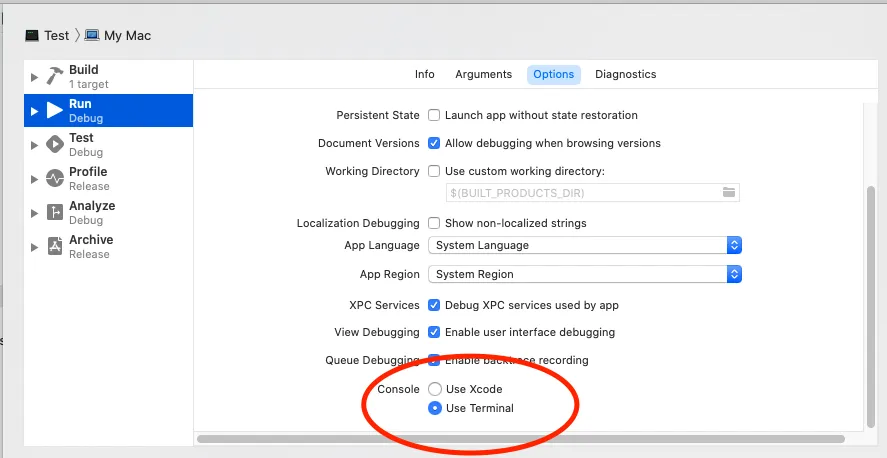 Test 〉 My Mac
Build
1 target
Run
Debug
Test
Debug
Profile
Release
Analyze
Debug
Archive
Release
Info Arguments Options Diagnostics
Persistent State Launch app without state restoration
Document Versions Allow debugging when browsing versions
Working Directory Use custom working directory:
$(BUILT_PRODUCTS_DIR)
Localization Debugging Show non-localized strings
App Language System Language
App Region System Region
XPC Services Debug XPC services used by app
View Debugging Enable user interface debugging
Queue Debugging Enable backtrace recording
Console Use Xcode
Use Terminal